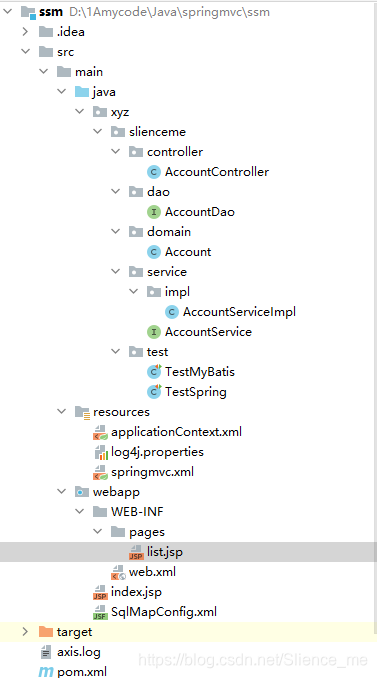 ssm D:\1Amycode\Java\springmvc\ssm
.idea
src
main
java
xyz
slienceme
controller
AccountController
dao
AccountDao
domain
Account
service
impl
AccountServiceImpl
AccountService
test
TestMyBatis
TestSpring
resources
applicationContext.xml
log4j.properties
springmvc.xml
webapp
WEB-INF
pages
list.jsp
web.xml
index.jsp
SqlMapConfig.xml
target
axis.log
https://blog.csdn.net/Slience_me
pom.xml